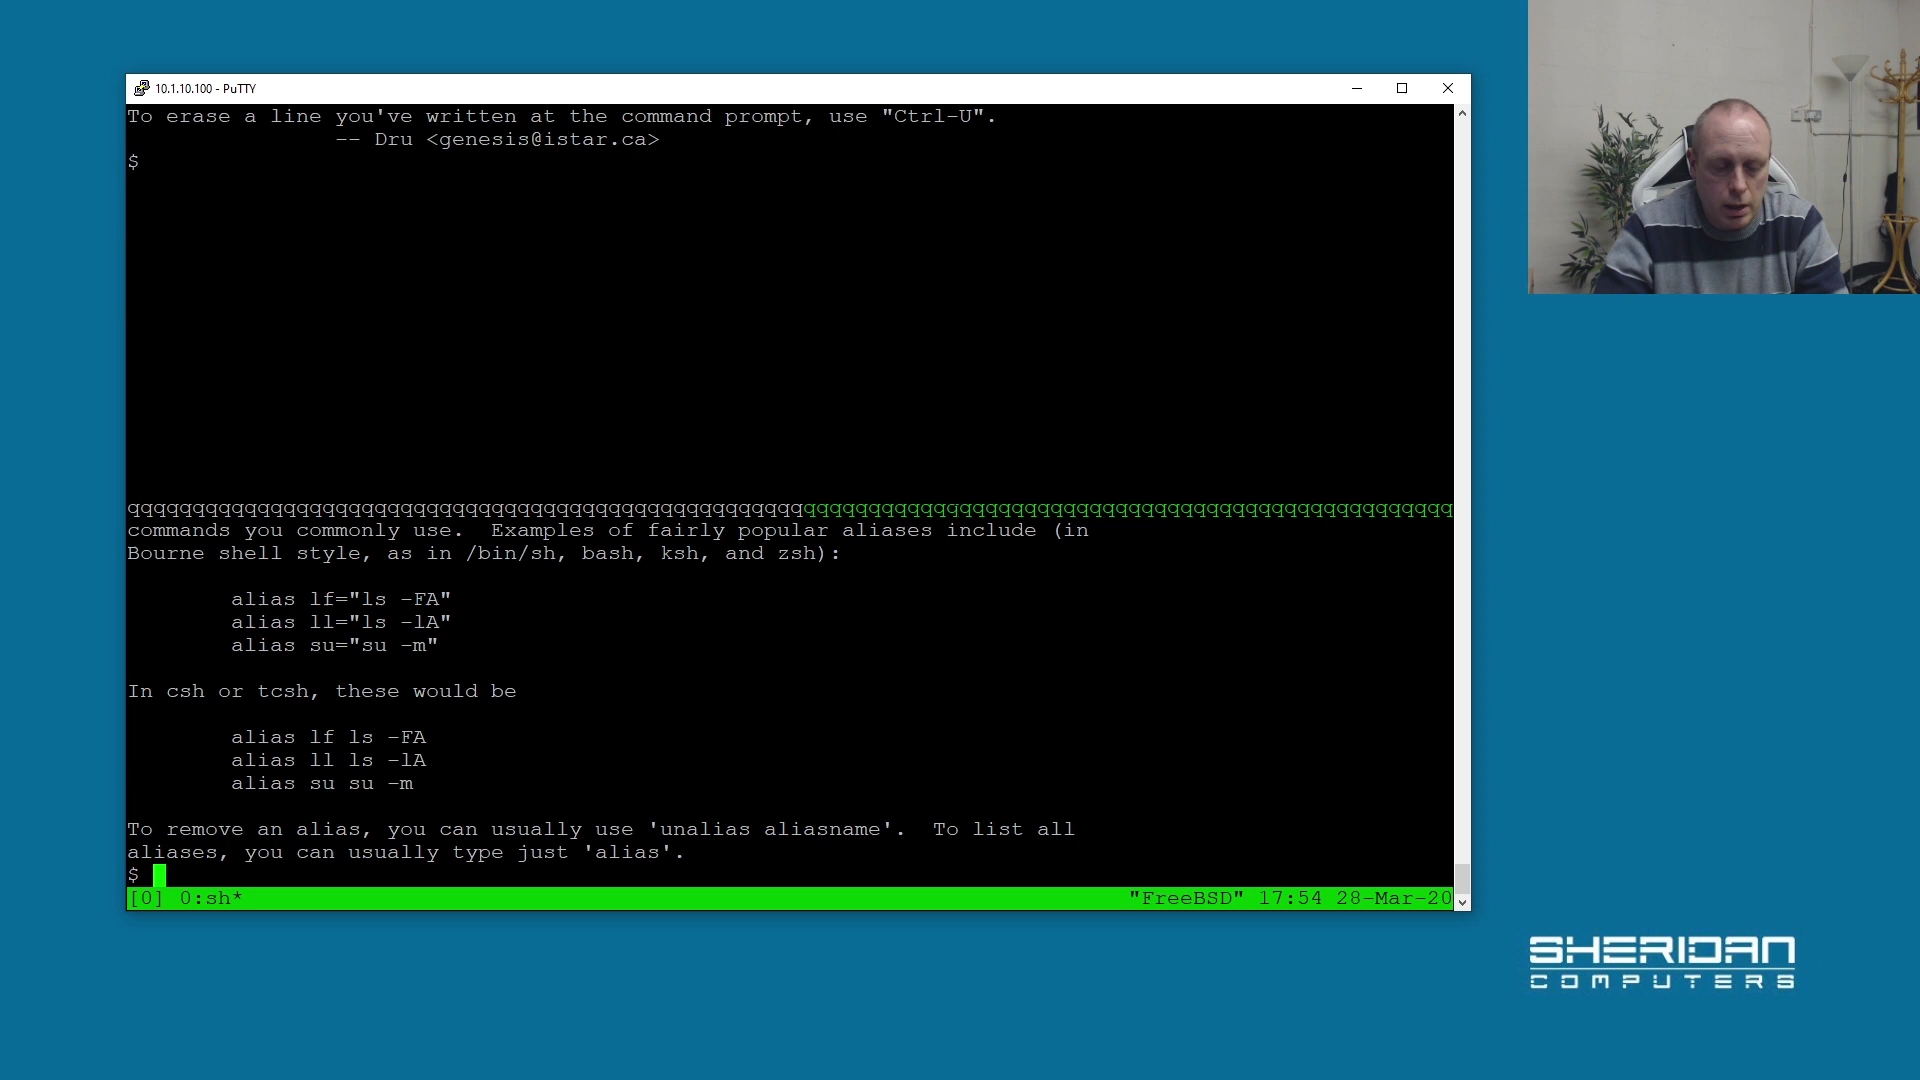 10.1.10.100 - PuTTY
To erase a line you've written at the command prompt, use "Ctrl-U".
-- Dru <genesis@istar.ca>
$
qqqqqqqqqqqqqqqqqqqqqqqqqqqqqqqqqqqqqqqqqqqqqqqqqqqqqqqqqqqqqqqqqqqqqqqqqqqqqqqqqqqqqqqqqqqqqqqqqqqqqq
commands you commonly use.  Examples of fairly popular aliases include (in
Bourne shell style, as in /bin/sh, bash, ksh, and zsh):
alias lf="ls -FA"
alias ll="ls -lA"
alias su="su -m"
In csh or tcsh, these would be
alias lf ls -FA
alias ll ls -lA
alias su su -m
To remove an alias, you can usually use 'unalias aliasname'.  To list all
aliases, you can usually type just 'alias'.
$
[0] 0:sh* "FreeBSD" 17:54 28-Mar-20
SHERIDAN
COMPUTERS